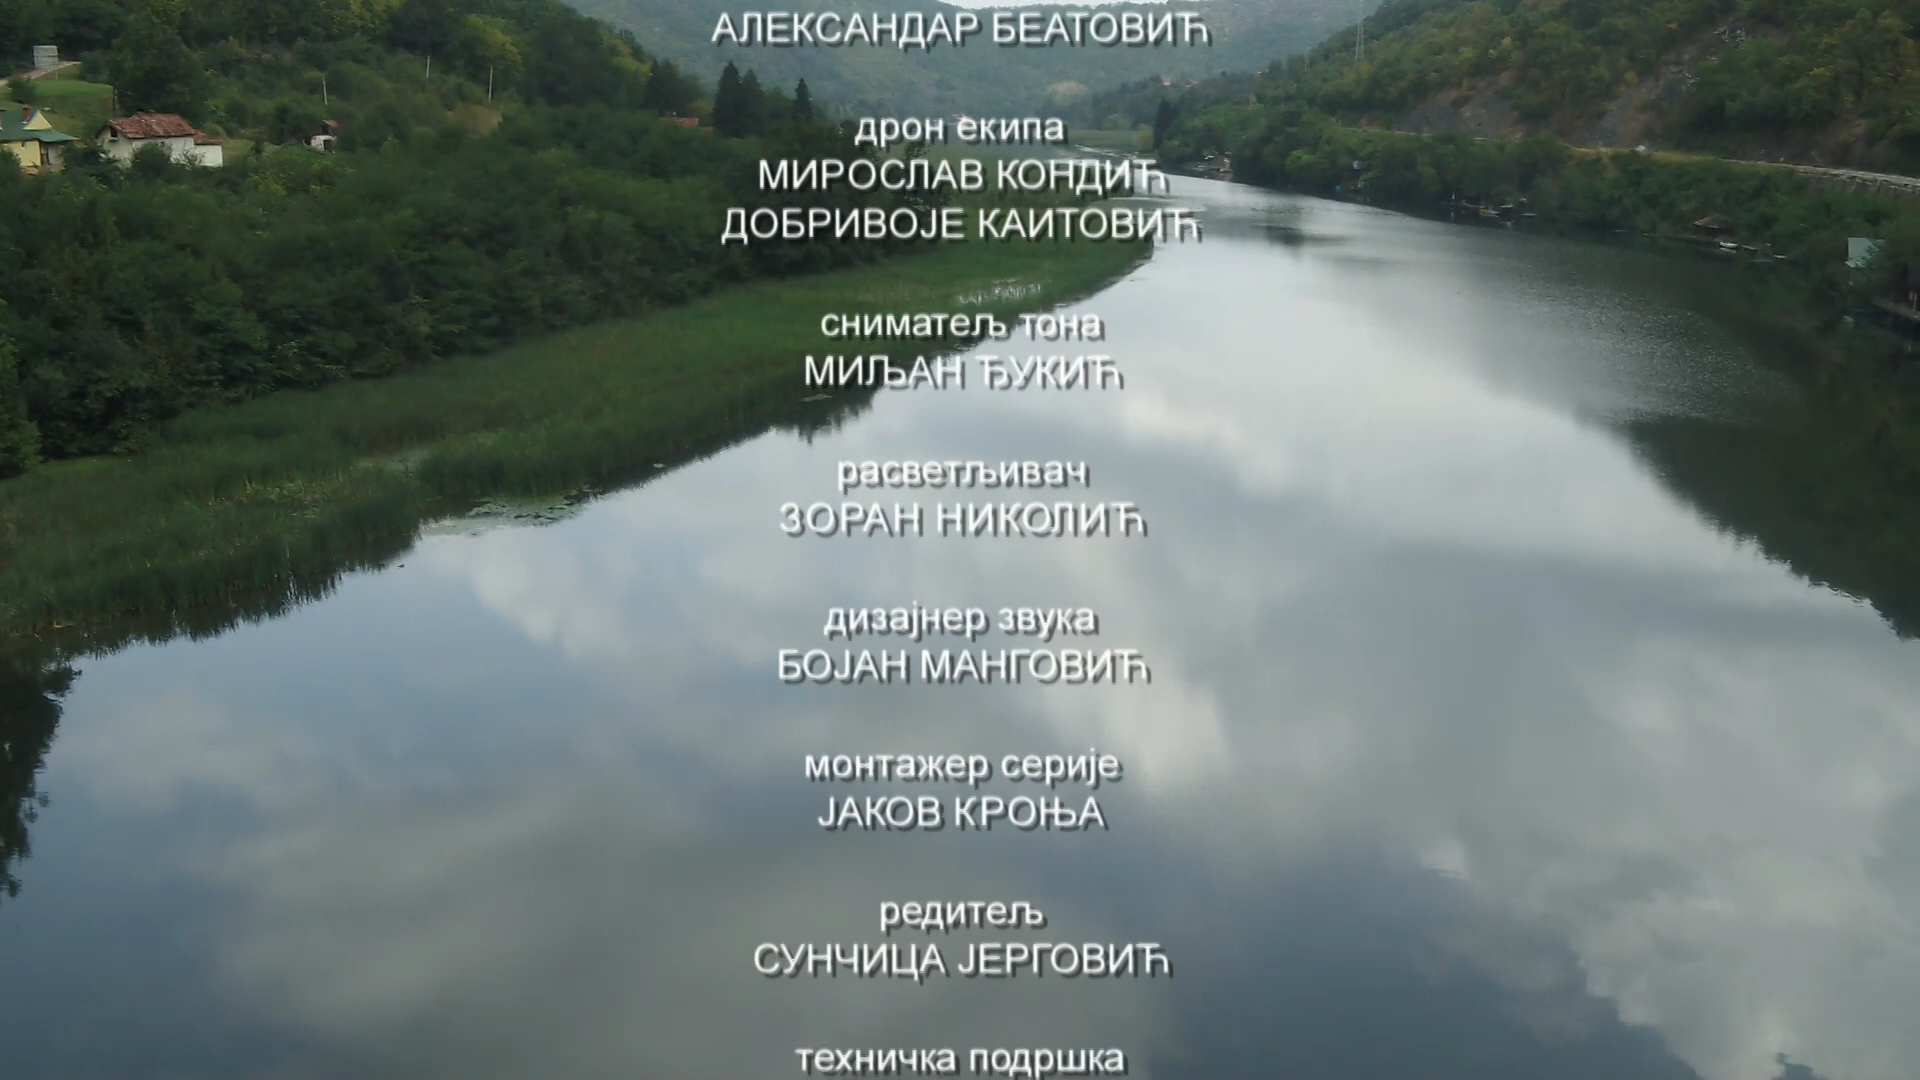 АЛЕКСАНДАР БЕАТОВИЋ
дрон екипа
МИРОСЛАВ КОНДИЋ
ДОБРИВОЈЕ КАИТОВИЋ
сниматељ тона
МИЉАН ЂУКИЋ
расветљивач
ЗОРАН НИКОЛИЋ
дизајнер звука
БОЈАН МАНГОВИЋ
монтажер серије
ЈАКОВ КРОЊА
редитељ
СУНЧИЦА ЈЕРГОВИЋ
техничка подршка